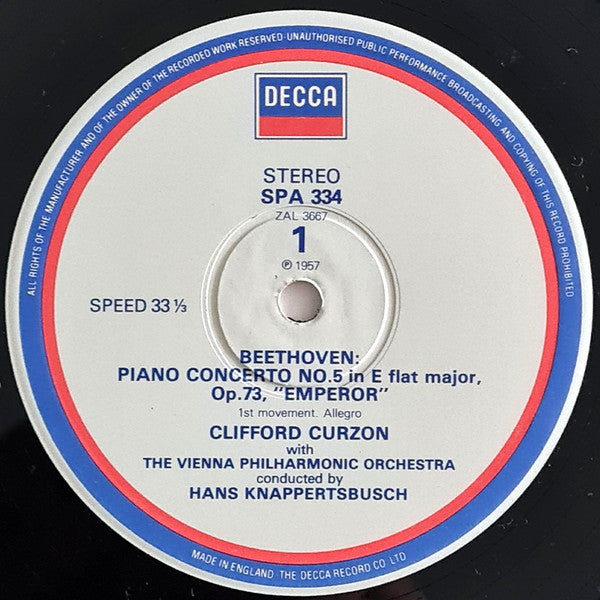 ALL RIGHTS OF THE MANUFACTURER AND OF THE OWNER OF THE RECORDED WORK RESERVED·UNAUTHORISED PUBLIC PERFORMANCE BROADCASTING AND COPYING OF THIS RECORD PROHIBITED
DECCA
STEREO
SPA 334
ZAL 3667
1
℗ 1957
SPEED 33⅓
BEETHOVEN:
PIANO CONCERTO NO.5 in E flat major,
Op.73, "EMPEROR"
1st movement. Allegro
CLIFFORD CURZON
with
THE VIENNA PHILHARMONIC ORCHESTRA
conducted by
HANS KNAPPERTSBUSCH
MADE IN ENGLAND·THE DECCA RECORD CO LTD